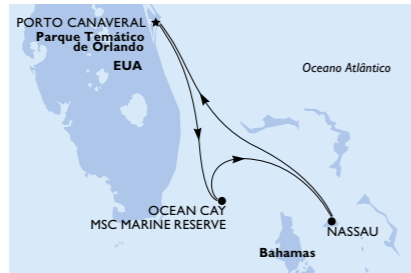 PORTO CANAVERAL
Parque Temático
de Orlando
EUA
Oceano Atlântico
OCEAN CAY
MSC MARINE RESERVE
NASSAU
Bahamas